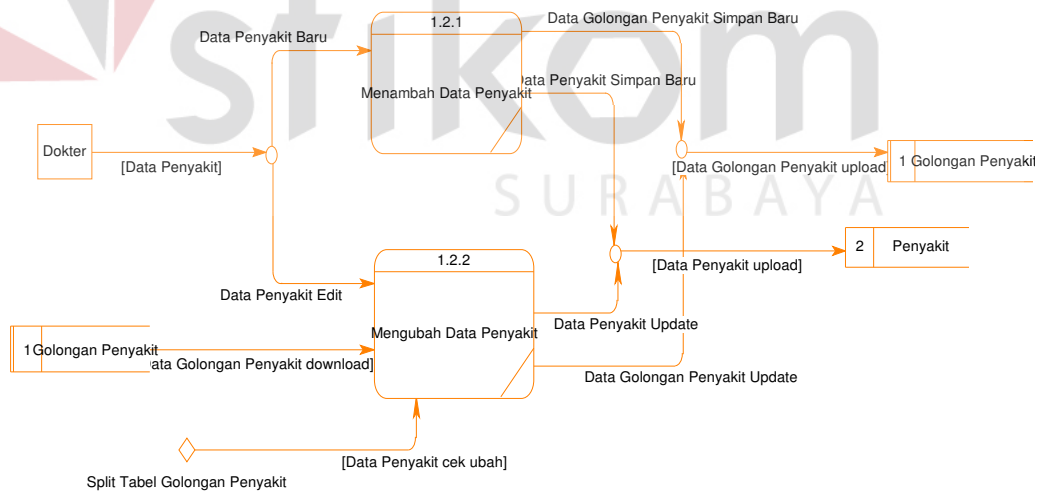 stikom
SURABAYA
1.2.1
Data Golongan Penyakit Simpan Baru
Data Penyakit Baru
ata Penyakit Simpan Baru
Menambah Data Penyakit
Dokter
[Data Penyakit]
[Data Golongan Penyakit upload]
1 Golongan Penyakit
1.2.2
2 Penyakit
[Data Penyakit upload]
Data Penyakit Edit
Data Penyakit Update
Mengubah Data Penyakit
1 Golongan Penyakit
ata Golongan Penyakit download]
Data Golongan Penyakit Update
[Data Penyakit cek ubah]
Split Tabel Golongan Penyakit